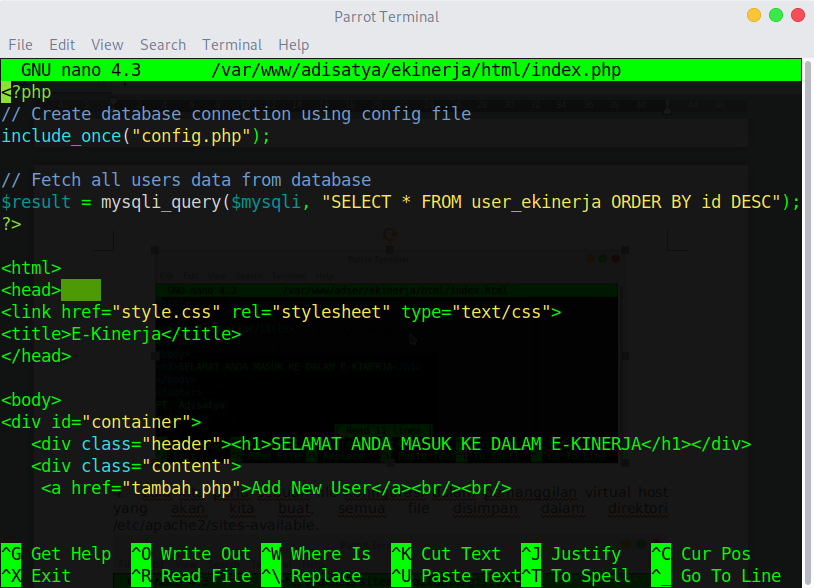 Parrot Terminal
File Edit View Search Terminal Help
GNU nano 4.3 /var/www/adisatya/ekinerja/html/index.php
<?php
// Create database connection using config file
include_once("config.php");
// Fetch all users data from database
$result = mysqli_query($mysqli, "SELECT * FROM user_ekinerja ORDER BY id DESC");
?>
<html>
<head>
<link href="style.css" rel="stylesheet" type="text/css">
<title>E-Kinerja</title>
</head>
<body>
<div id="container">
<div class="header"><h1>SELAMAT ANDA MASUK KE DALAM E-KINERJA</h1></div>
<div class="content">
<a href="tambah.php">Add New User</a><br/><br/>
virtual host
yang akan kita buat, semua file disimpan dalam direktori
/etc/apache2/sites-available.
^G Get Help ^O Write Out ^W Where Is ^K Cut Text ^J Justify ^C Cur Pos
^X Exit ^R Read File ^\ Replace ^U Paste Text ^T To Spell ^_ Go To Line